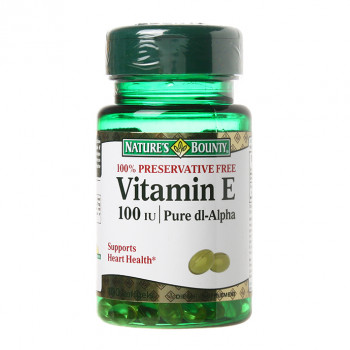 NATURE'S BOUNTY®
100% PRESERVATIVE FREE
Vitamin E
100 IU | Pure dl-Alpha
Supports
Heart Health*